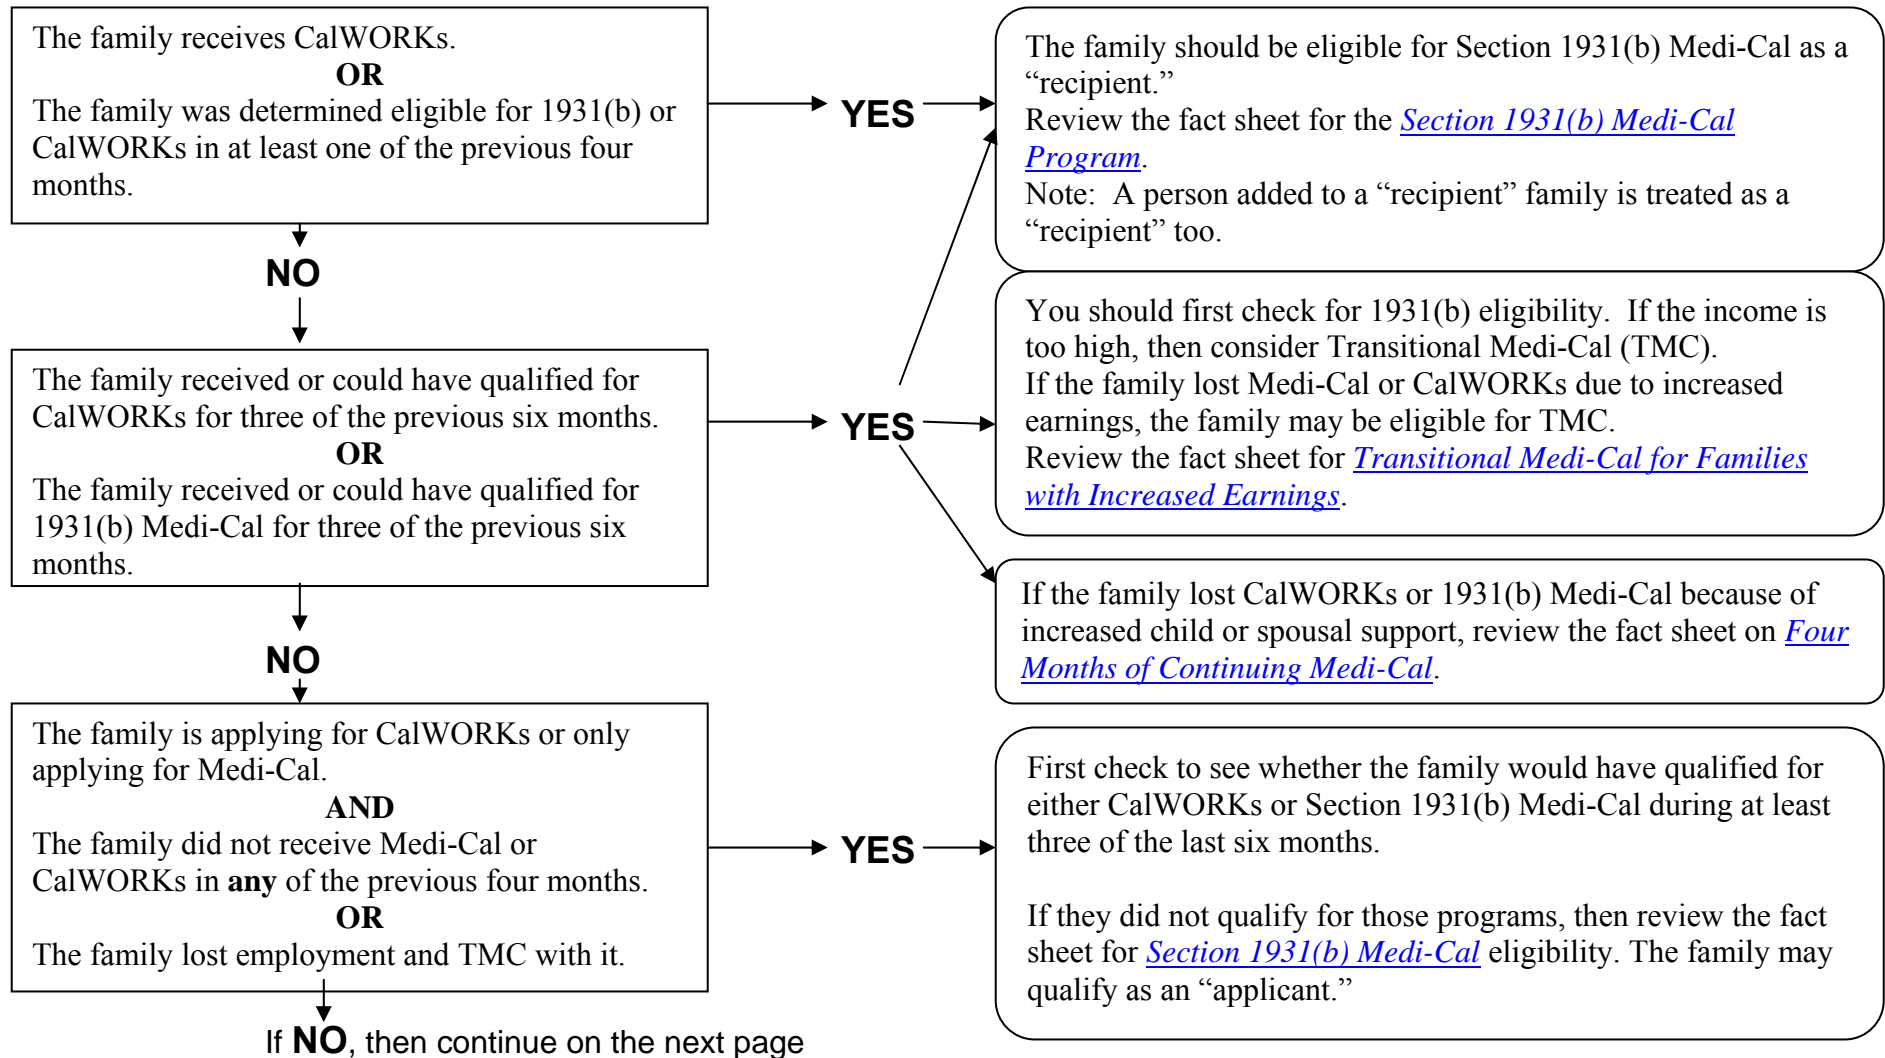 The family receives CalWORKs.
OR
The family was determined eligible for 1931(b) or
CalWORKs in at least one of the previous four
months.
YES
The family should be eligible for Section 1931(b) Medi-Cal as a
“recipient.”
Review the fact sheet for the Section 1931(b) Medi-Cal
Program.
Note:  A person added to a “recipient” family is treated as a
“recipient” too.
NO
The family received or could have qualified for
CalWORKs for three of the previous six months.
OR
The family received or could have qualified for
1931(b) Medi-Cal for three of the previous six
months.
YES
You should first check for 1931(b) eligibility.  If the income is
too high, then consider Transitional Medi-Cal (TMC).
If the family lost Medi-Cal or CalWORKs due to increased
earnings, the family may be eligible for TMC.
Review the fact sheet for Transitional Medi-Cal for Families
with Increased Earnings.
If the family lost CalWORKs or 1931(b) Medi-Cal because of
increased child or spousal support, review the fact sheet on Four
Months of Continuing Medi-Cal.
NO
The family is applying for CalWORKs or only
applying for Medi-Cal.
AND
The family did not receive Medi-Cal or
CalWORKs in any of the previous four months.
OR
The family lost employment and TMC with it.
YES
First check to see whether the family would have qualified for
either CalWORKs or Section 1931(b) Medi-Cal during at least
three of the last six months.
If they did not qualify for those programs, then review the fact
sheet for Section 1931(b) Medi-Cal eligibility. The family may
qualify as an “applicant.”
If NO, then continue on the next page